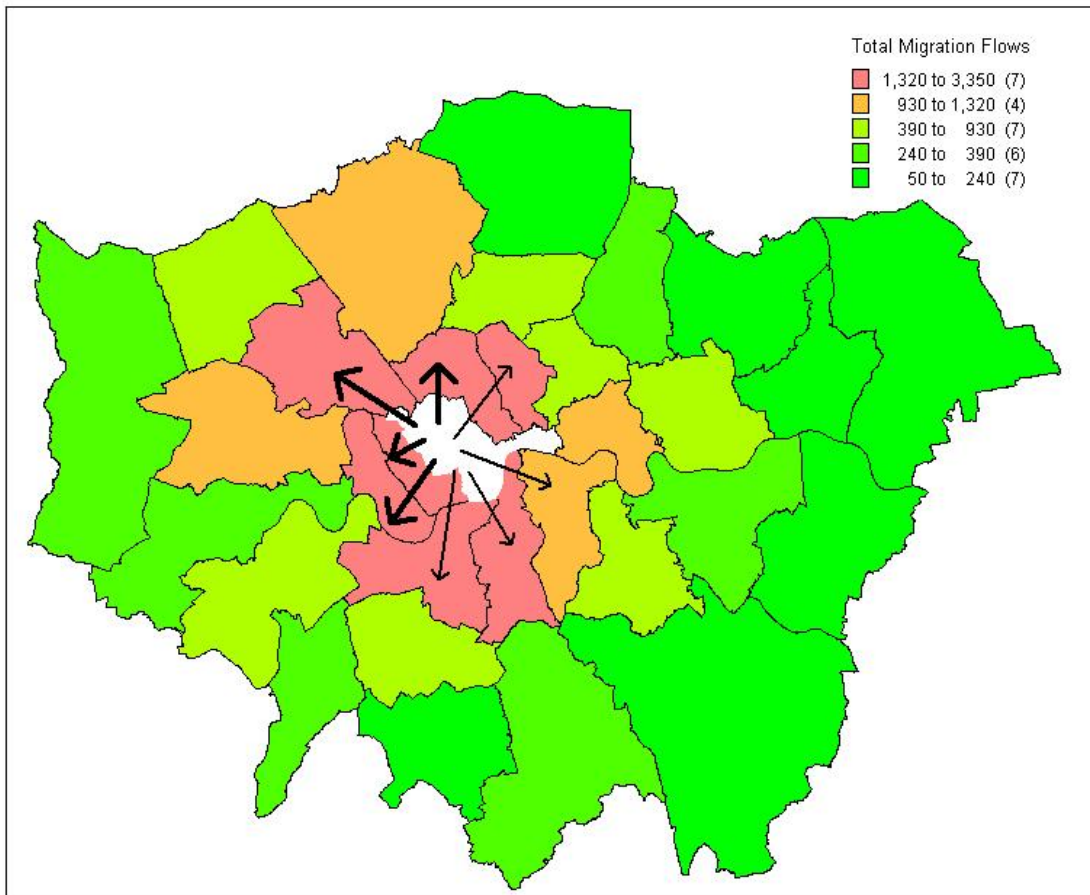 Total Migration Flows
1,320 to 3,350 (7)
930 to 1,320 (4)
390 to 930 (7)
240 to 390 (6)
50 to 240 (7)